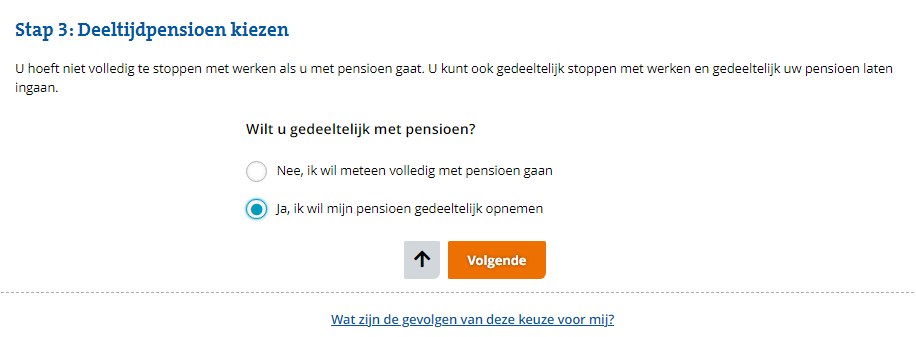 Stap 3: Deeltijdpensioen kiezen
U hoeft niet volledig te stoppen met werken als u met pensioen gaat. U kunt ook gedeeltelijk stoppen met werken en gedeeltelijk uw pensioen laten
ingaan.
Wilt u gedeeltelijk met pensioen?
Nee, ik wil meteen volledig met pensioen gaan
Ja, ik wil mijn pensioen gedeeltelijk opnemen
Volgende
Wat zijn de gevolgen van deze keuze voor mij?